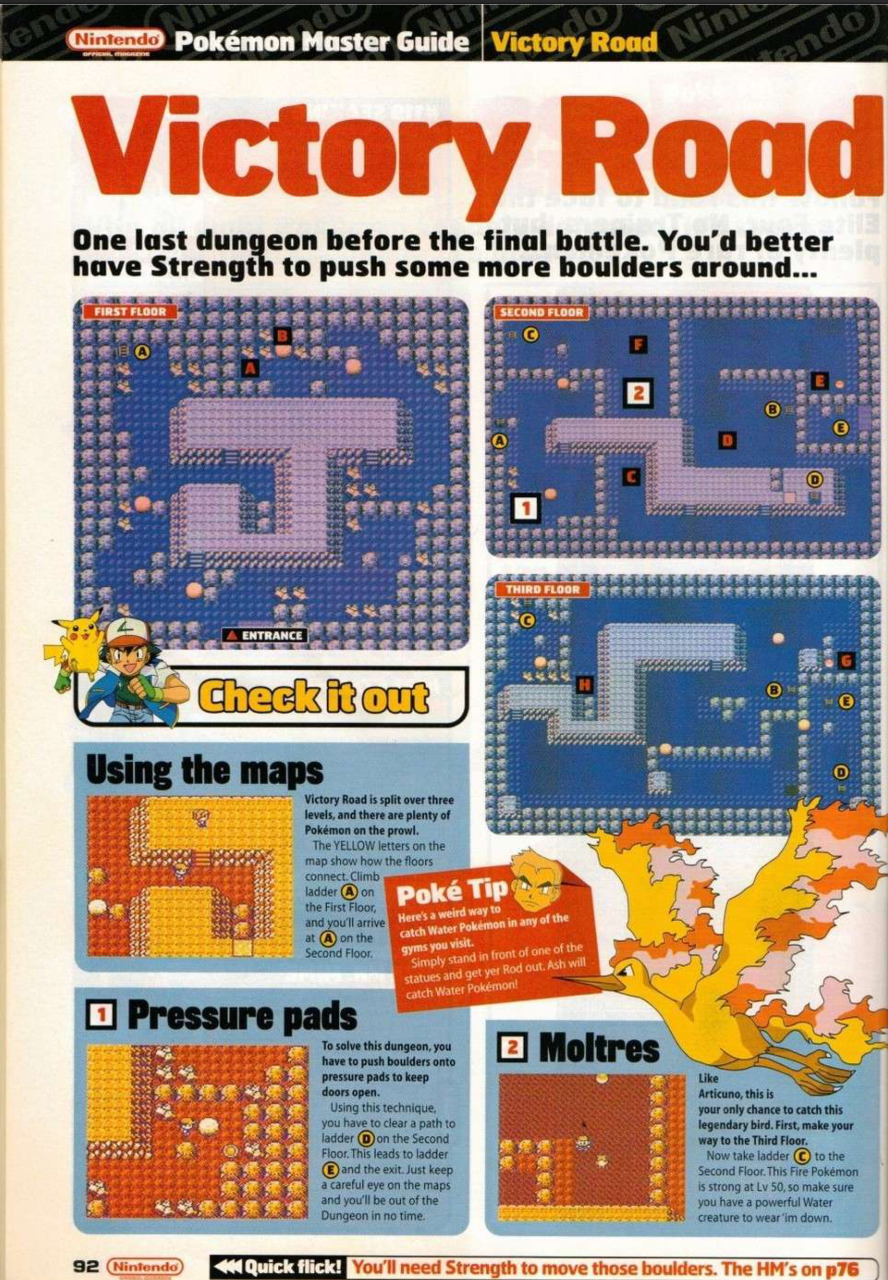 Nintendo OFFICIAL MAGAZINE Pokémon Master Guide Victory Road
Victory Road
One last dungeon before the final battle. You'd better
have Strength to push some more boulders around...
FIRST FLOOR
A
B
A
ENTRANCE
SECOND FLOOR
C
F
E
2
B
E
A
D
C
D
1
THIRD FLOOR
C
G
H
B
E
D
Check it out
Using the maps
Victory Road is split over three
levels, and there are plenty of
Pokémon on the prowl.
The YELLOW letters on the
map show how the floors
connect. Climb
ladder A on
the First Floor,
and you'll arrive
at A on the
Second Floor.
Poké Tip
Here's a weird way to
catch Water Pokémon in any of the
gyms you visit.
Simply stand in front of one of the
statues and get yer Rod out. Ash will
catch Water Pokémon!
1 Pressure pads
To solve this dungeon, you
have to push boulders onto
pressure pads to keep
doors open.
Using this technique,
you have to clear a path to
ladder D on the Second
Floor. This leads to ladder
E and the exit. Just keep
a careful eye on the maps
and you'll be out of the
Dungeon in no time.
2 Moltres
Like
Articuno, this is
your only chance to catch this
legendary bird. First, make your
way to the Third Floor.
Now take ladder C to the
Second Floor. This Fire Pokémon
is strong at Lv 50, so make sure
you have a powerful Water
creature to wear 'im down.
92 Nintendo Quick flick! You'll need Strength to move those boulders. The HM's on p76